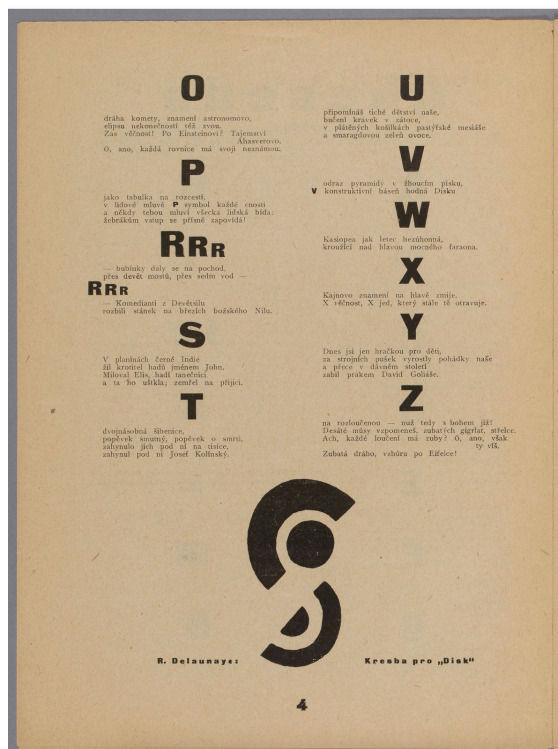 O
dráha komety, znamení astronomovo,
elipsu nekonečnosti též zvou.
Zas věčnost! Po Einsteinovi? Tajemství
Ahasverovo.
O, ano, každá rovnice má svoji neznámou.
P
jako tabulka na rozcestí,
v lidové mluvě P symbol každé cnosti
a někdy tebou mluví všecka lidská bída:
žebrákům vstup se přísně zapovídá!
RRR
— bubínky daly se na pochod,
přes devět mostů, přes sedm vod —
RRR
— Komedianti z Devětsilu
rozbili stánek na březích božského Nilu.
S
V planinách černé Indie
žil krotitel hadů jménem John.
Miloval Elis, hadí tanečnici
a ta ho uštkla; zemřel na příjici.
T
dvojnásobná šibenice,
popěvek smutný, popěvek o smrti,
zahynulo jich pod ní na tisíce,
zahynul pod ní Josef Kolínský.
U
připomínáš tiché dětství naše,
bučení kravek v zátoce,
v plátěných košilkách pastýřské mesiáše
a smaragdovou zeleň ovoce.
V
odraz pyramidy v žhoucím písku,
V konstruktivní báseň hodná Disku
W
Kasiopea jak letec bezúhonná,
kroužící nad hlavou mocného faraona.
X
Kajnovo znamení na hlavě zmije.
X věčnost, X jed, který stále tě otravuje.
Y
Dnes jsi jen hračkou pro děti,
za strojních pušek vyrostly pohádky naše
a přece v dávném století
zabil prakem David Goliáše.
Z
na rozloučenou — nuž tedy s bohem již!
Desáté músy vzpomeneš, zubatých gigrlat, střelce.
Ach, každé loučení má zuby? O, ano, však
ty víš.
Zubatá dráho, vzhůru po Eifelce!
R. Delaunay: Kresba pro „Disk"
4